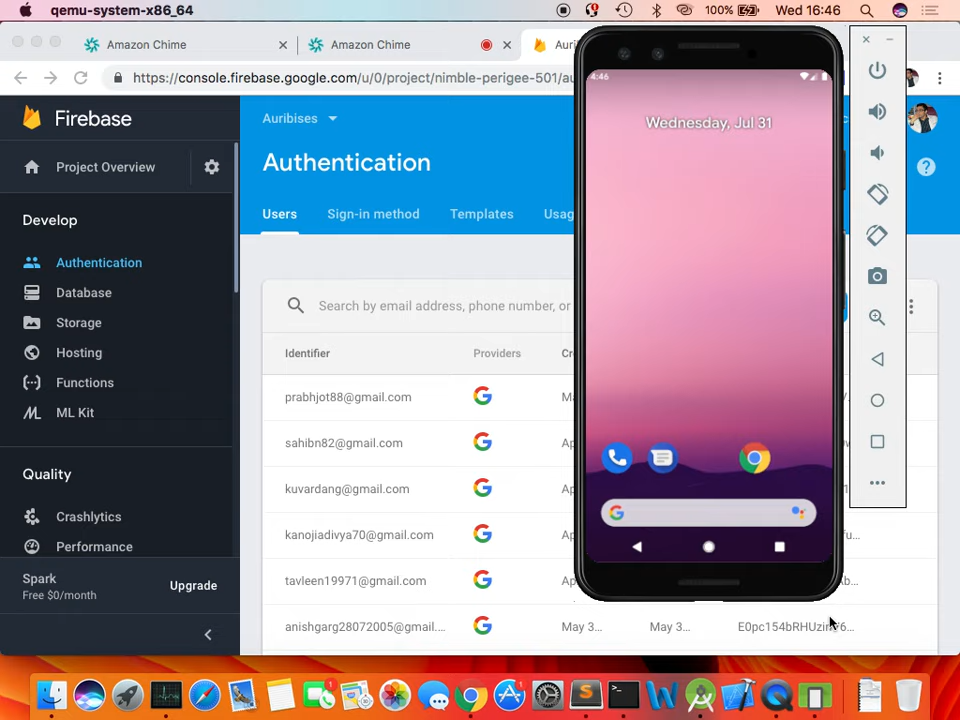 qemu-system-x86_64
100%
Wed 16:46
Amazon Chime
Amazon Chime
Auri
https://console.firebase.google.com/u/0/project/nimble-perigee-501/au
Firebase
Auribises
Project Overview
Authentication
Develop
Users
Sign-in method
Templates
Usag
Authentication
Database
Storage
Hosting
Functions
ML Kit
Search by email address, phone number, or
Identifier
Providers
Cr
prabhjot88@gmail.com
sahibn82@gmail.com
kuvardang@gmail.com
kanojiadivya70@gmail.com
tavleen19971@gmail.com
anishgarg28072005@gmail....
May 3...
May 3...
Quality
Crashlytics
Performance
Spark
Free $0/month
Upgrade
4:46
Wednesday, Jul 31